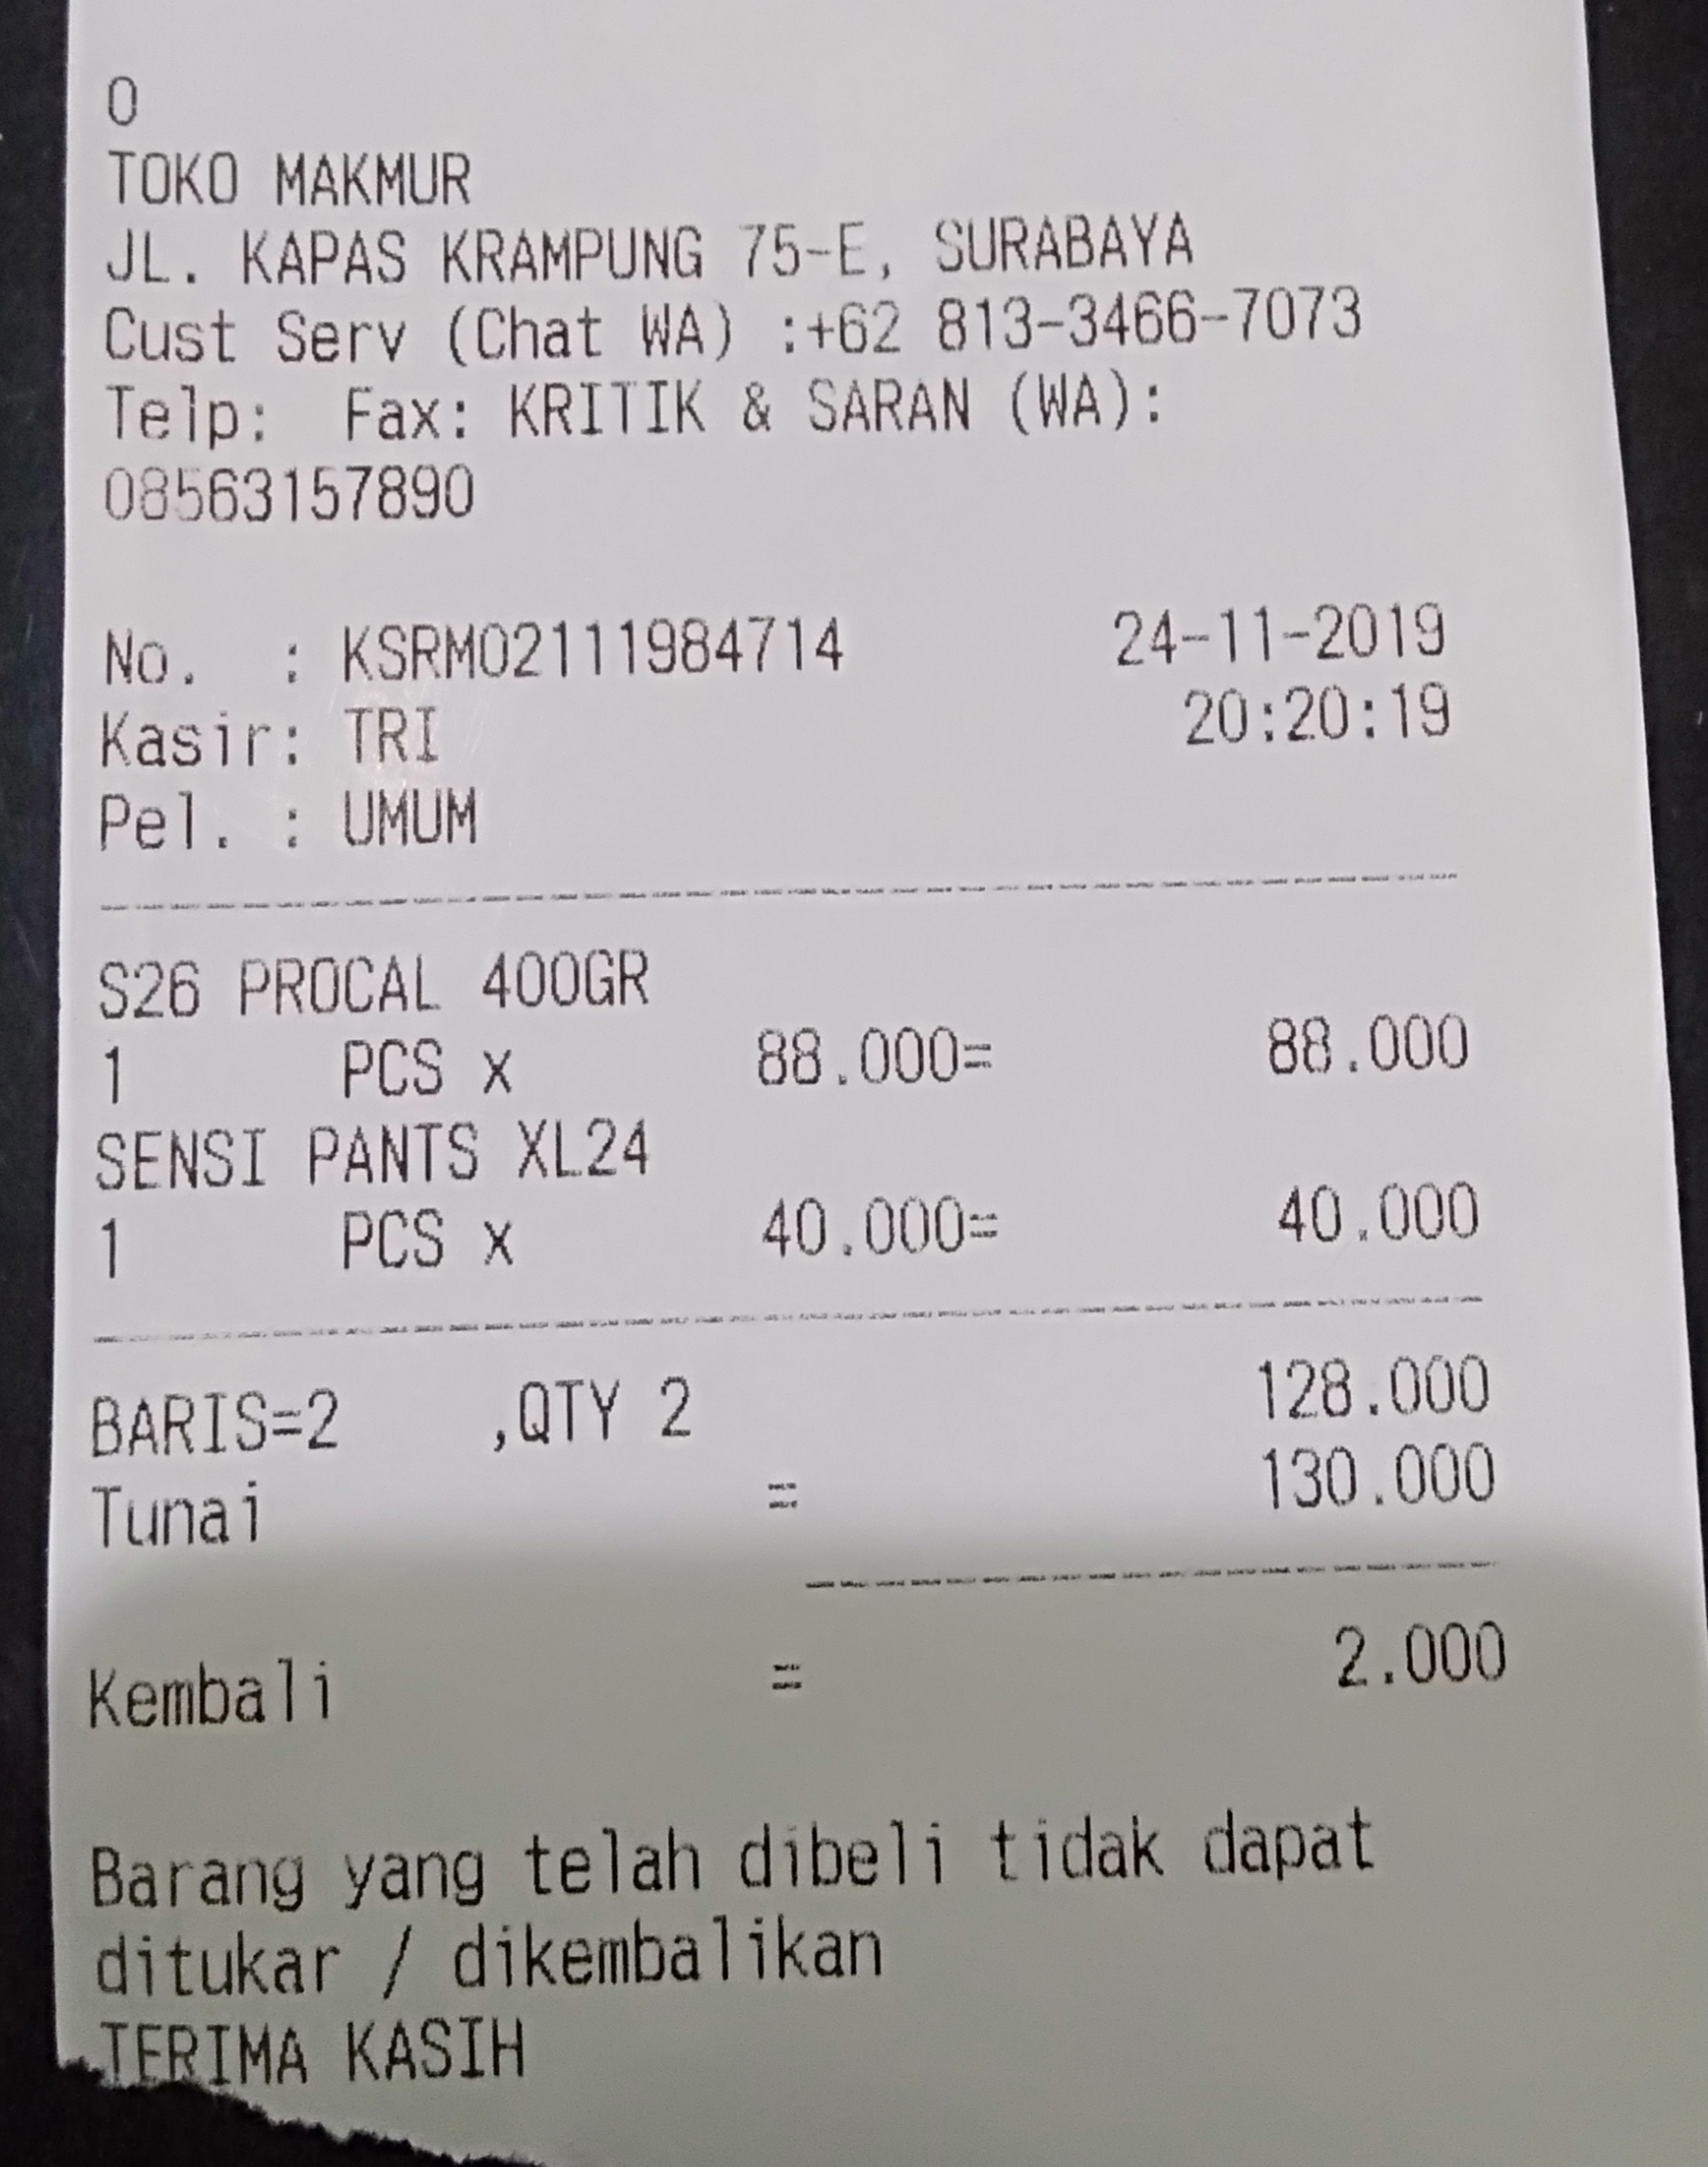 0
TOKO MAKMUR
JL. KAPAS KRAMPUNG 75-E, SURABAYA
Cust Serv (Chat WA) :+62 813-3466-7073
Telp: Fax: KRITIK & SARAN (WA):
08563157890
No. : KSRM02111984714 24-11-2019
Kasir: TRI 20:20:19
Pel. : UMUM
S26 PROCAL 400GR
1 PCS x 88.000= 88.000
SENSI PANTS XL24
1 PCS x 40.000= 40.000
BARIS=2 ,QTY 2 128.000
Tunai = 130.000
Kembali = 2.000
Barang yang telah dibeli tidak dapat
ditukar / dikembalikan
TERIMA KASIH